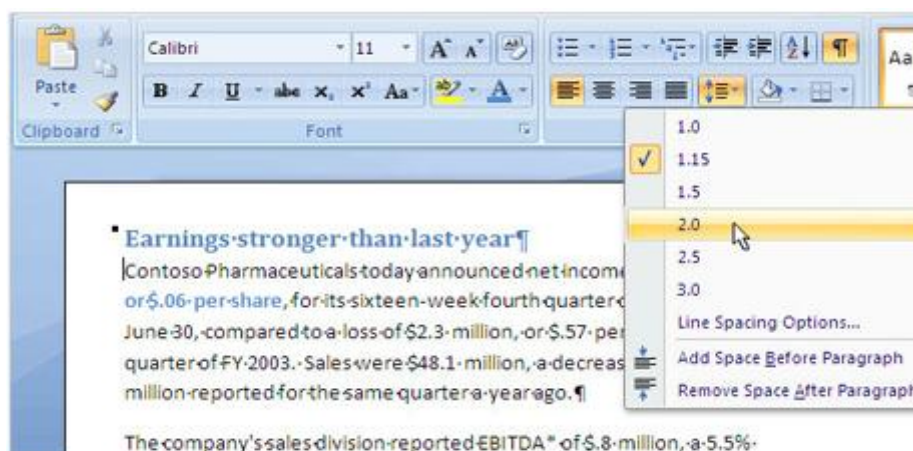 Calibri 11 A A
Paste B I U abc x₂ x² Aa ab A
Clipboard Font
Aa
1.0
1.15
1.5
2.0
2.5
3.0
Line Spacing Options...
Add Space Before Paragraph
Remove Space After Paragraph
Earnings·stronger·than·last·year¶
Contoso·Pharmaceuticals·today·announced·net·income
or·$.06·per·share,·for·its·sixteen-week·fourth·quarter
June·30,·compared·to·a·loss·of·$2.3·million,·or·$.57·per
quarter·of·FY·2003.·Sales·were·$48.1·million,·a·decreas
million·reported·for·the·same·quarter·a·year·ago.¶
The·company's·sales·division·reported·EBITDA*·of·$.8·million,·a·5.5%·